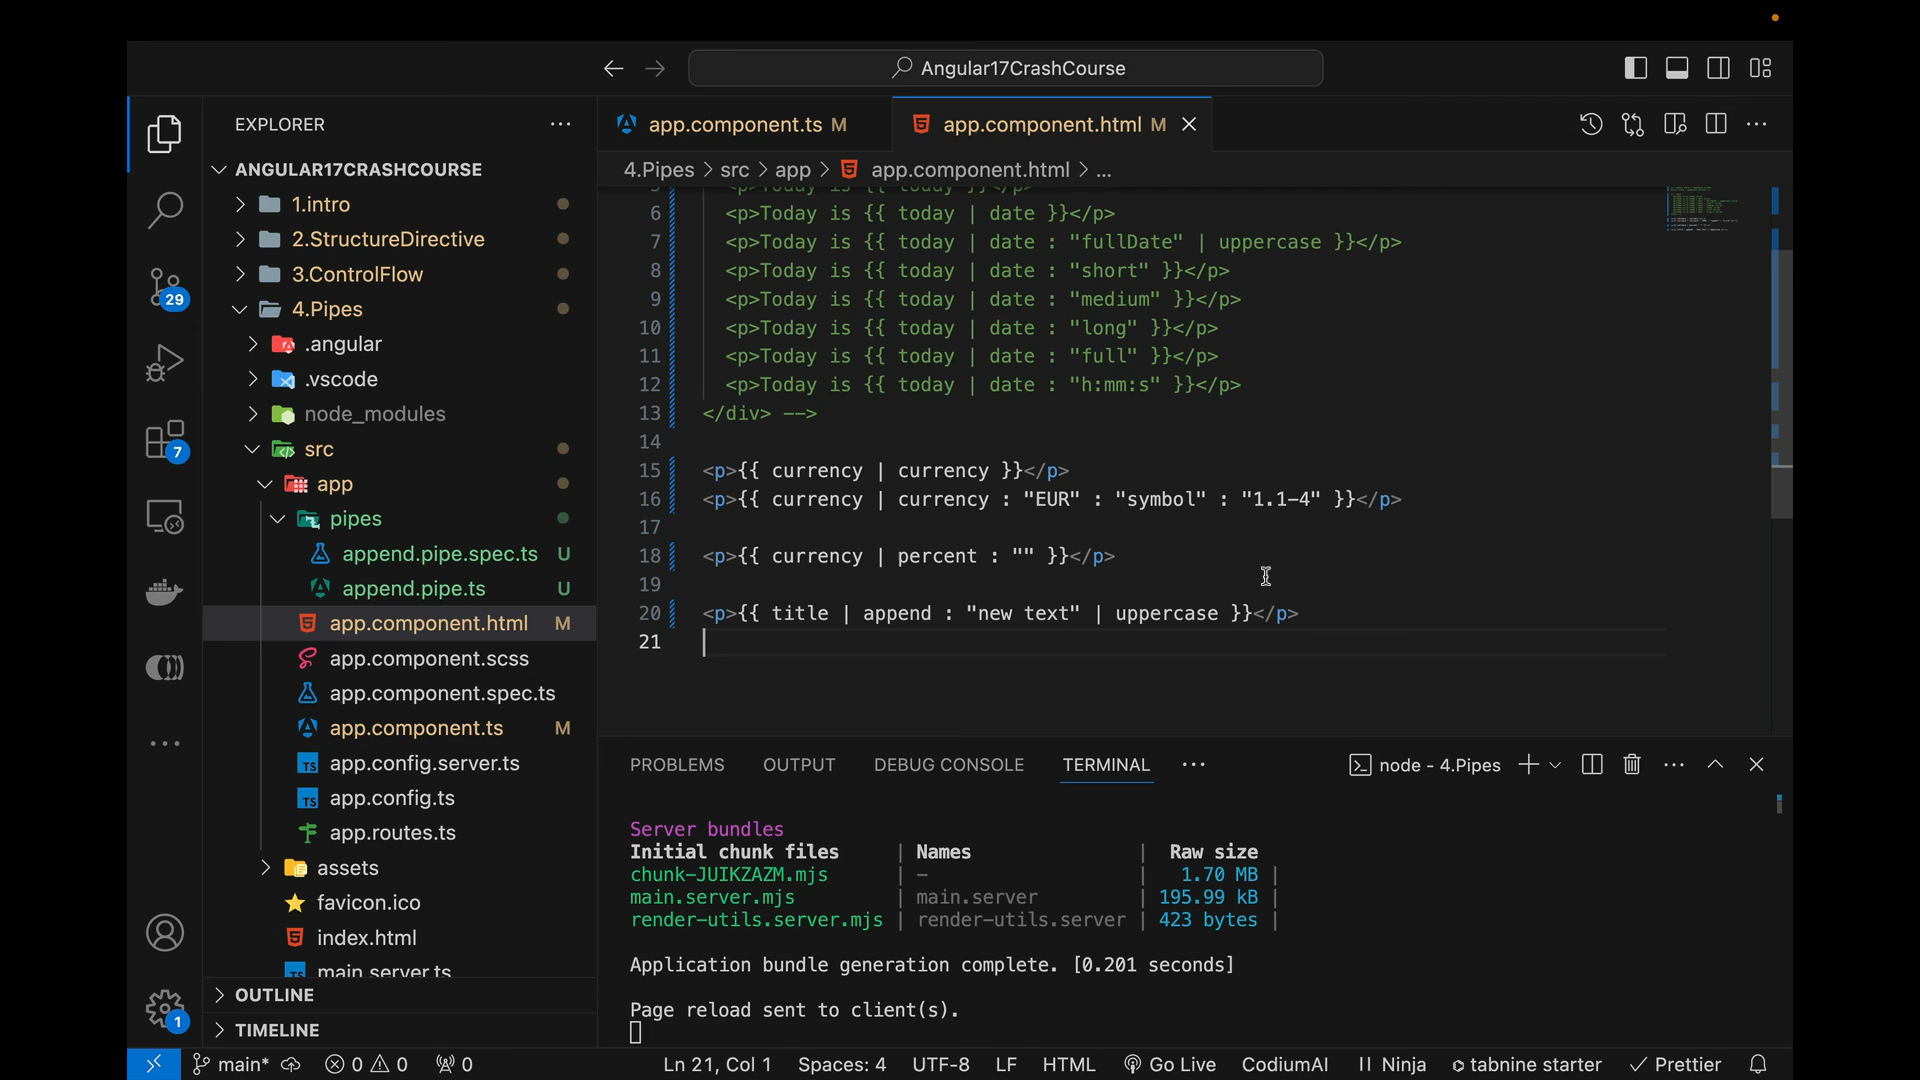 Angular17CrashCourse
EXPLORER
ANGULAR17CRASHCOURSE
1.intro
2.StructureDirective
3.ControlFlow
4.Pipes
.angular
.vscode
node_modules
src
app
pipes
append.pipe.spec.ts U
append.pipe.ts U
app.component.html M
app.component.scss
app.component.spec.ts
app.component.ts M
app.config.server.ts
app.config.ts
app.routes.ts
assets
favicon.ico
index.html
main.server.ts
OUTLINE
TIMELINE
29
7
1
app.component.ts M
app.component.html M
4.Pipes > src > app > app.component.html > ...
5 <p>Today is {{ today }}</p>
6 <p>Today is {{ today | date }}</p>
7 <p>Today is {{ today | date : "fullDate" | uppercase }}</p>
8 <p>Today is {{ today | date : "short" }}</p>
9 <p>Today is {{ today | date : "medium" }}</p>
10 <p>Today is {{ today | date : "long" }}</p>
11 <p>Today is {{ today | date : "full" }}</p>
12 <p>Today is {{ today | date : "h:mm:s" }}</p>
13 </div> -->
14
15 <p>{{ currency | currency }}</p>
16 <p>{{ currency | currency : "EUR" : "symbol" : "1.1-4" }}</p>
17
18 <p>{{ currency | percent : "" }}</p>
19
20 <p>{{ title | append : "new text" | uppercase }}</p>
21
PROBLEMS OUTPUT DEBUG CONSOLE TERMINAL ... node - 4.Pipes
Server bundles
Initial chunk files | Names | Raw size
chunk-JUIKZAZM.mjs | - | 1.70 MB |
main.server.mjs | main.server | 195.99 kB |
render-utils.server.mjs | render-utils.server | 423 bytes |
Application bundle generation complete. [0.201 seconds]
Page reload sent to client(s).
main* 0 0 0 Ln 21, Col 1 Spaces: 4 UTF-8 LF HTML Go Live CodiumAI Ninja tabnine starter Prettier